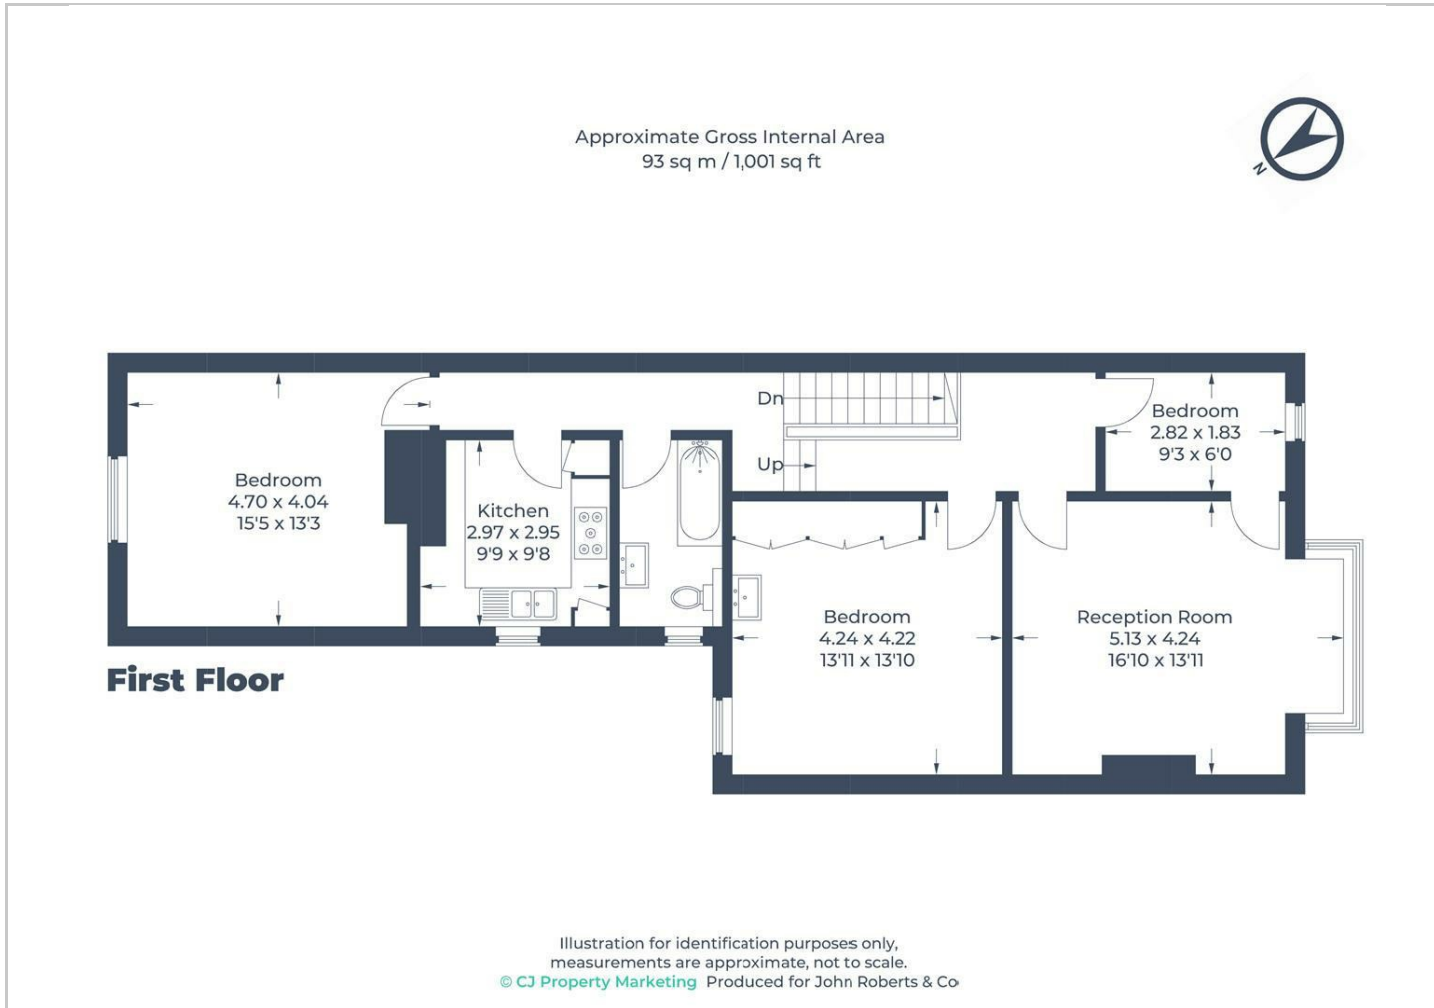 Approximate Gross Internal Area
93 sq m / 1,001 sq ft
N
Dn
Up
Bedroom
2.82 x 1.83
9'3 x 6'0
Bedroom
4.70 x 4.04
15'5 x 13'3
Kitchen
2.97 x 2.95
9'9 x 9'8
Bedroom
4.24 x 4.22
13'11 x 13'10
Reception Room
5.13 x 4.24
16'10 x 13'11
First Floor
Illustration for identification purposes only,
measurements are approximate, not to scale.
© CJ Property Marketing Produced for John Roberts & Co